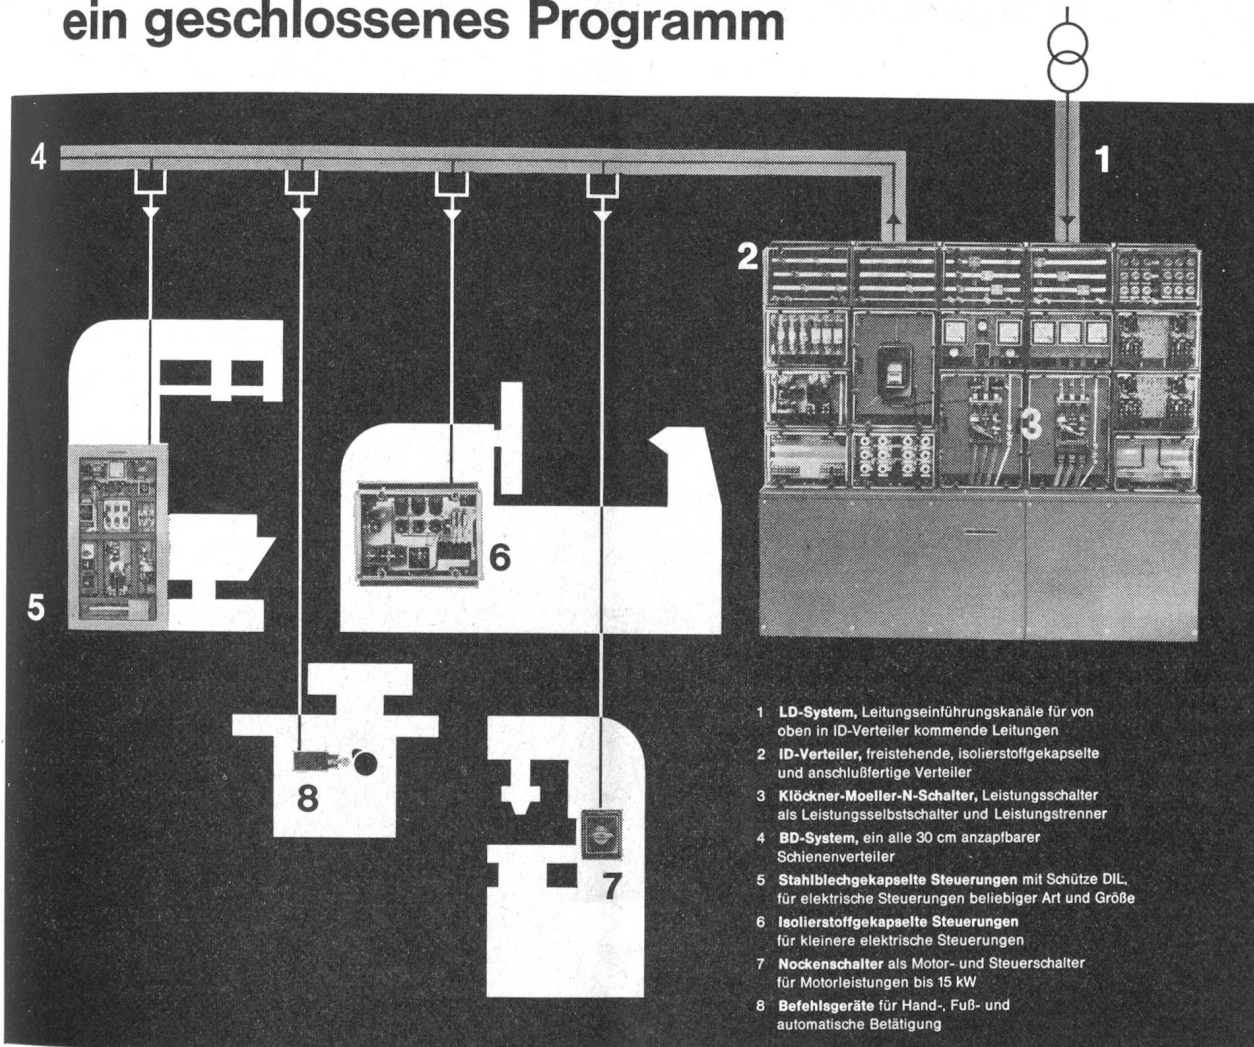 ein geschlossenes Programm
4
1
2
3
6
5
8
7
1 LD-System, Leitungseinführungskanäle für von
oben in ID-Verteiler kommende Leitungen
2 ID-Verteiler, freistehende, isolierstoffgekapselte
und anschlußfertige Verteiler
3 Klöckner-Moeller-N-Schalter, Leistungsschalter
als Leistungsselbstschalter und Leistungstrenner
4 BD-System, ein alle 30 cm anzapfbarer
Schienenverteiler
5 Stahlblechgekapselte Steuerungen mit Schütze DIL,
für elektrische Steuerungen beliebiger Art und Größe
6 Isolierstoffgekapselte Steuerungen
für kleinere elektrische Steuerungen
7 Nockenschalter als Motor- und Steuerschalter
für Motorleistungen bis 15 kW
8 Befehlsgeräte für Hand-, Fuß- und
automatische Betätigung